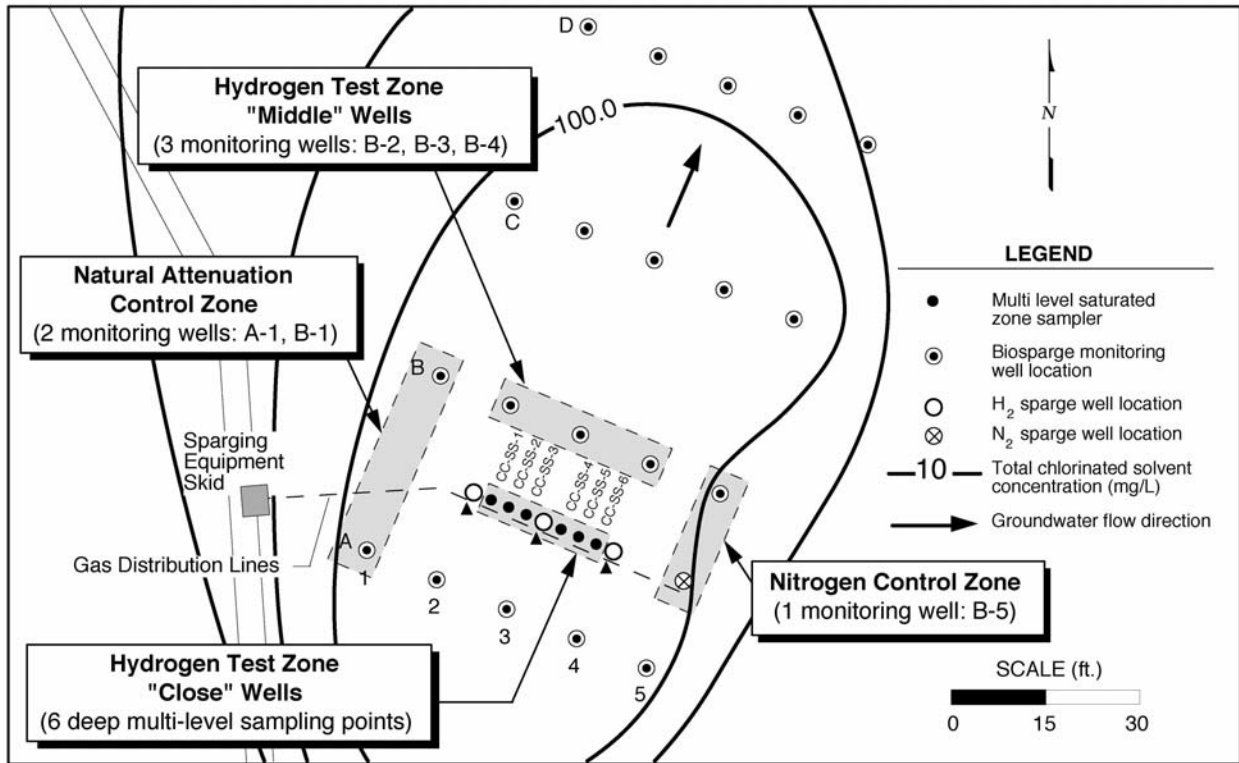 D
Hydrogen Test Zone
"Middle" Wells
(3 monitoring wells: B-2, B-3, B-4)
100.0
N
C
LEGEND
Multi level saturated
zone sampler
Biosparge monitoring
well location
H2 sparge well location
N2 sparge well location
10 Total chlorinated solvent
concentration (mg/L)
Groundwater flow direction
Natural Attenuation
Control Zone
(2 monitoring wells: A-1, B-1)
B
Sparging
Equipment
Skid
CC-SS-1
CC-SS-2
CC-SS-3
CC-SS-4
CC-SS-5
CC-SS-6
A
1
Gas Distribution Lines
2
3
4
5
Nitrogen Control Zone
(1 monitoring well: B-5)
Hydrogen Test Zone
"Close" Wells
(6 deep multi-level sampling points)
SCALE (ft.)
0 15 30